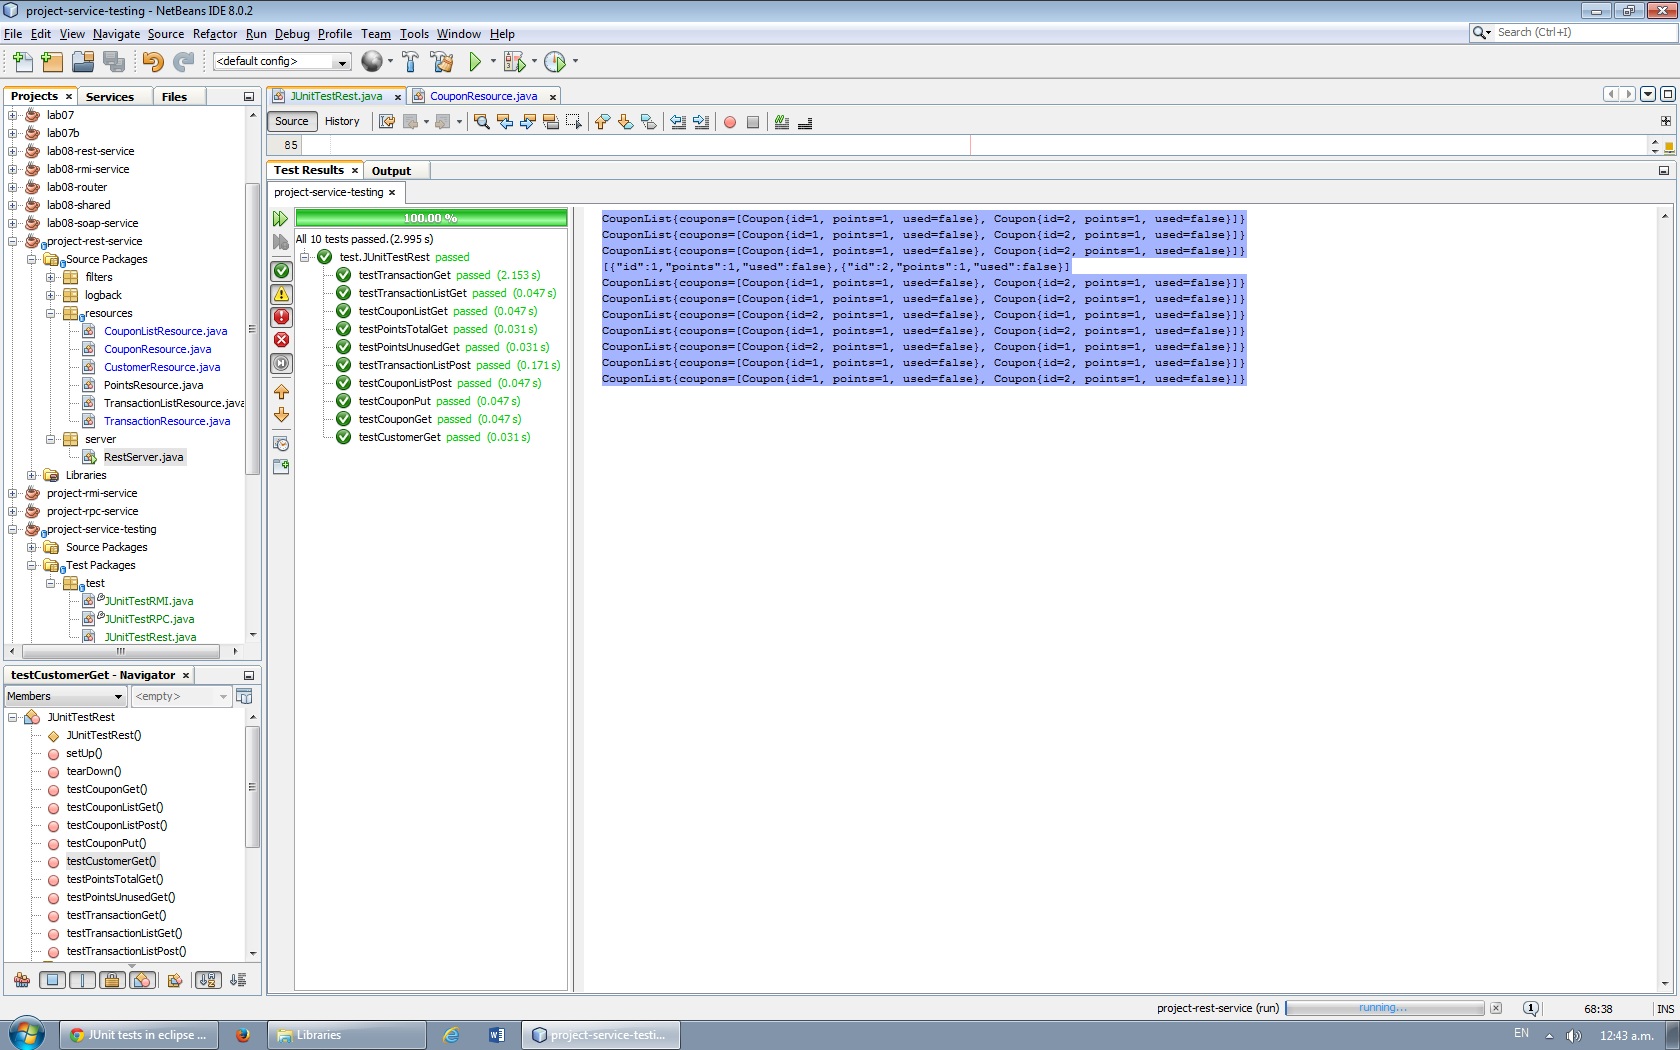 project-service-testing - NetBeans IDE 8.0.2
File Edit View Navigate Source Refactor Run Debug Profile Team Tools Window Help
Search (Ctrl+I)
<default config>
Projects Services Files
lab07
lab07b
lab08-rest-service
lab08-rmi-service
lab08-router
lab08-shared
lab08-soap-service
project-rest-service
Source Packages
filters
logback
resources
CouponListResource.java
CouponResource.java
CustomerResource.java
PointsResource.java
TransactionListResource.java
TransactionResource.java
server
RestServer.java
Libraries
project-rmi-service
project-rpc-service
project-service-testing
Source Packages
Test Packages
test
JUnitTestRMI.java
JUnitTestRPC.java
JUnitTestRest.java
testCustomerGet - Navigator
Members <empty>
JUnitTestRest
JUnitTestRest()
setUp()
tearDown()
testCouponGet()
testCouponListGet()
testCouponListPost()
testCouponPut()
testCustomerGet()
testPointsTotalGet()
testPointsUnusedGet()
testTransactionGet()
testTransactionListGet()
testTransactionListPost()
JUnitTestRest.java CouponResource.java
Source History
85
Test Results Output
project-service-testing
100.00 %
All 10 tests passed.(2.995 s)
test.JUnitTestRest passed
testTransactionGet passed (2.153 s)
testTransactionListGet passed (0.047 s)
testCouponListGet passed (0.047 s)
testPointsTotalGet passed (0.031 s)
testPointsUnusedGet passed (0.031 s)
testTransactionListPost passed (0.171 s)
testCouponListPost passed (0.047 s)
testCouponPut passed (0.047 s)
testCouponGet passed (0.047 s)
testCustomerGet passed (0.031 s)
CouponList{coupons=[Coupon{id=1, points=1, used=false}, Coupon{id=2, points=1, used=false}]}
CouponList{coupons=[Coupon{id=1, points=1, used=false}, Coupon{id=2, points=1, used=false}]}
CouponList{coupons=[Coupon{id=1, points=1, used=false}, Coupon{id=2, points=1, used=false}]}
[{"id":1,"points":1,"used":false},{"id":2,"points":1,"used":false}]
CouponList{coupons=[Coupon{id=1, points=1, used=false}, Coupon{id=2, points=1, used=false}]}
CouponList{coupons=[Coupon{id=1, points=1, used=false}, Coupon{id=2, points=1, used=false}]}
CouponList{coupons=[Coupon{id=2, points=1, used=false}, Coupon{id=1, points=1, used=false}]}
CouponList{coupons=[Coupon{id=1, points=1, used=false}, Coupon{id=2, points=1, used=false}]}
CouponList{coupons=[Coupon{id=2, points=1, used=false}, Coupon{id=1, points=1, used=false}]}
CouponList{coupons=[Coupon{id=1, points=1, used=false}, Coupon{id=2, points=1, used=false}]}
CouponList{coupons=[Coupon{id=1, points=1, used=false}, Coupon{id=2, points=1, used=false}]}
project-rest-service (run) running... 1 68:38 INS
JUnit tests in eclipse ... Libraries project-service-testi... EN 12:43 a.m.